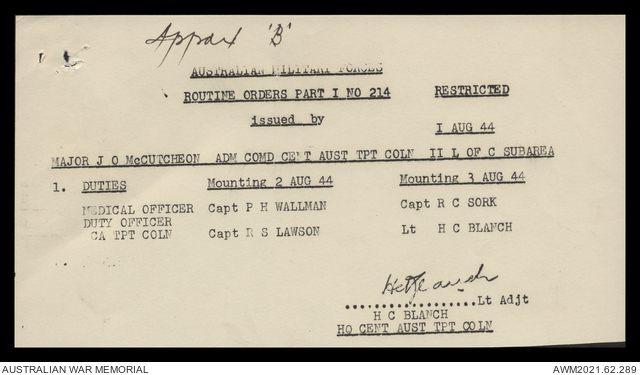 Appax 'B'
AUSTRALIAN MILITARY FORCES
ROUTINE ORDERS PART I NO 214 RESTRICTED
issued by
I AUG 44
MAJOR J O McCUTCHEON ADM COMD CENT AUST TPT COLN II L OF C SUBAREA
1. DUTIES Mounting 2 AUG 44 Mounting 3 AUG 44
MEDICAL OFFICER Capt P H WALLMAN Capt R C SORK
DUTY OFFICER
CA TPT COLN Capt R S LAWSON Lt H C BLANCH
HCBlanch
..................Lt Adjt
H C BLANCH
HQ CENT AUST TPT COLN
AUSTRALIAN WAR MEMORIAL AWM2021.62.289